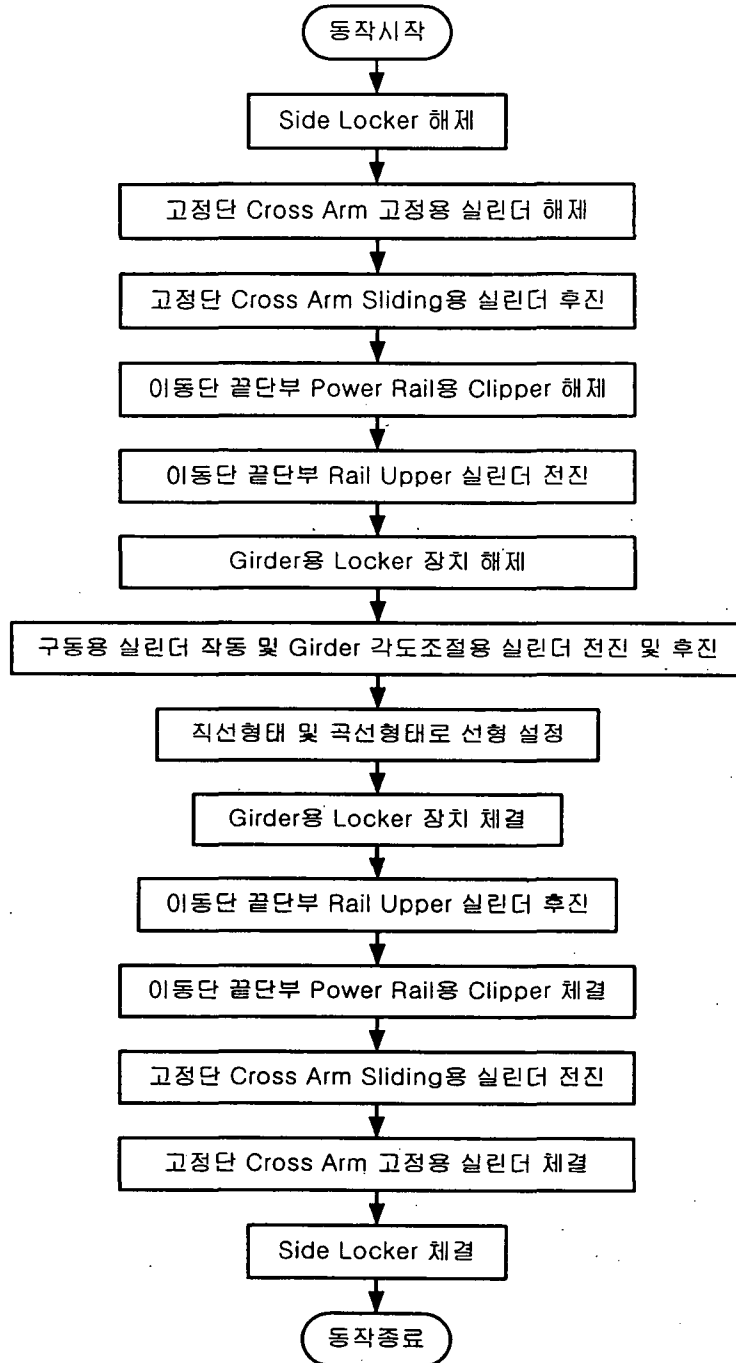 동작시작
Side Locker 해제
고정단 Cross Arm 고정용 실린더 해제
고정단 Cross Arm Sliding용 실린더 후진
이동단 끝단부 Power Rail용 Clipper 해제
이동단 끝단부 Rail Upper 실린더 전진
Girder용 Locker 장치 해제
구동용 실린더 작동 및 Girder 각도조절용 실린더 전진 및 후진
직선형태 및 곡선형태로 선형 설정
Girder용 Locker 장치 체결
이동단 끝단부 Rail Upper 실린더 후진
이동단 끝단부 Power Rail용 Clipper 체결
고정단 Cross Arm Sliding용 실린더 전진
고정단 Cross Arm 고정용 실린더 체결
Side Locker 체결
동작종료